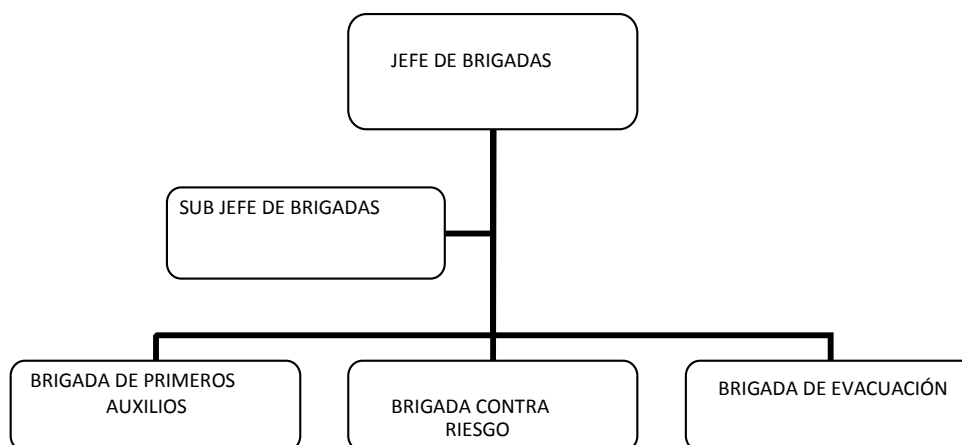 JEFE DE BRIGADAS
SUB JEFE DE BRIGADAS
BRIGADA DE PRIMEROS
AUXILIOS
BRIGADA CONTRA
RIESGO
BRIGADA DE EVACUACIÓN